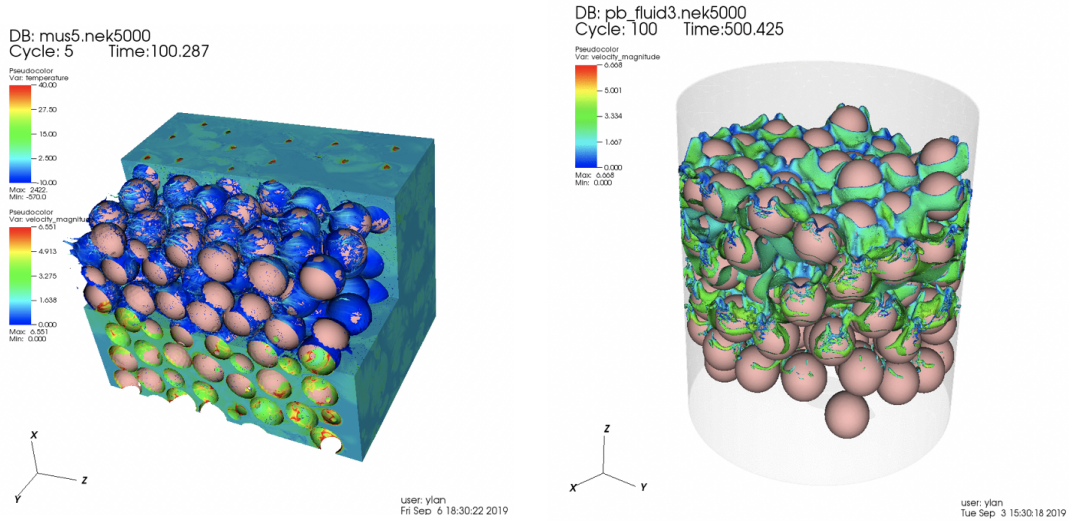 DB: mus5.nek5000
Cycle: 5 Time:100.287
Pseudocolor
Var: temperature
40.00
27.50
15.00
2.500
-10.00
Max: 2422.
Min: -570.0
Pseudocolor
Var: velocity_magnitude
6.551
4.913
3.275
1.638
0.000
Max: 6.551
Min: 0.000
X
Y
Z
user: ylan
Fri Sep 6 18:30:22 2019
DB: pb_fluid3.nek5000
Cycle: 100 Time:500.425
Pseudocolor
Var: velocity_magnitude
6.668
5.001
3.334
1.667
0.000
Max: 6.668
Min: 0.000
Z
X
Y
user: ylan
Tue Sep 3 15:30:18 2019